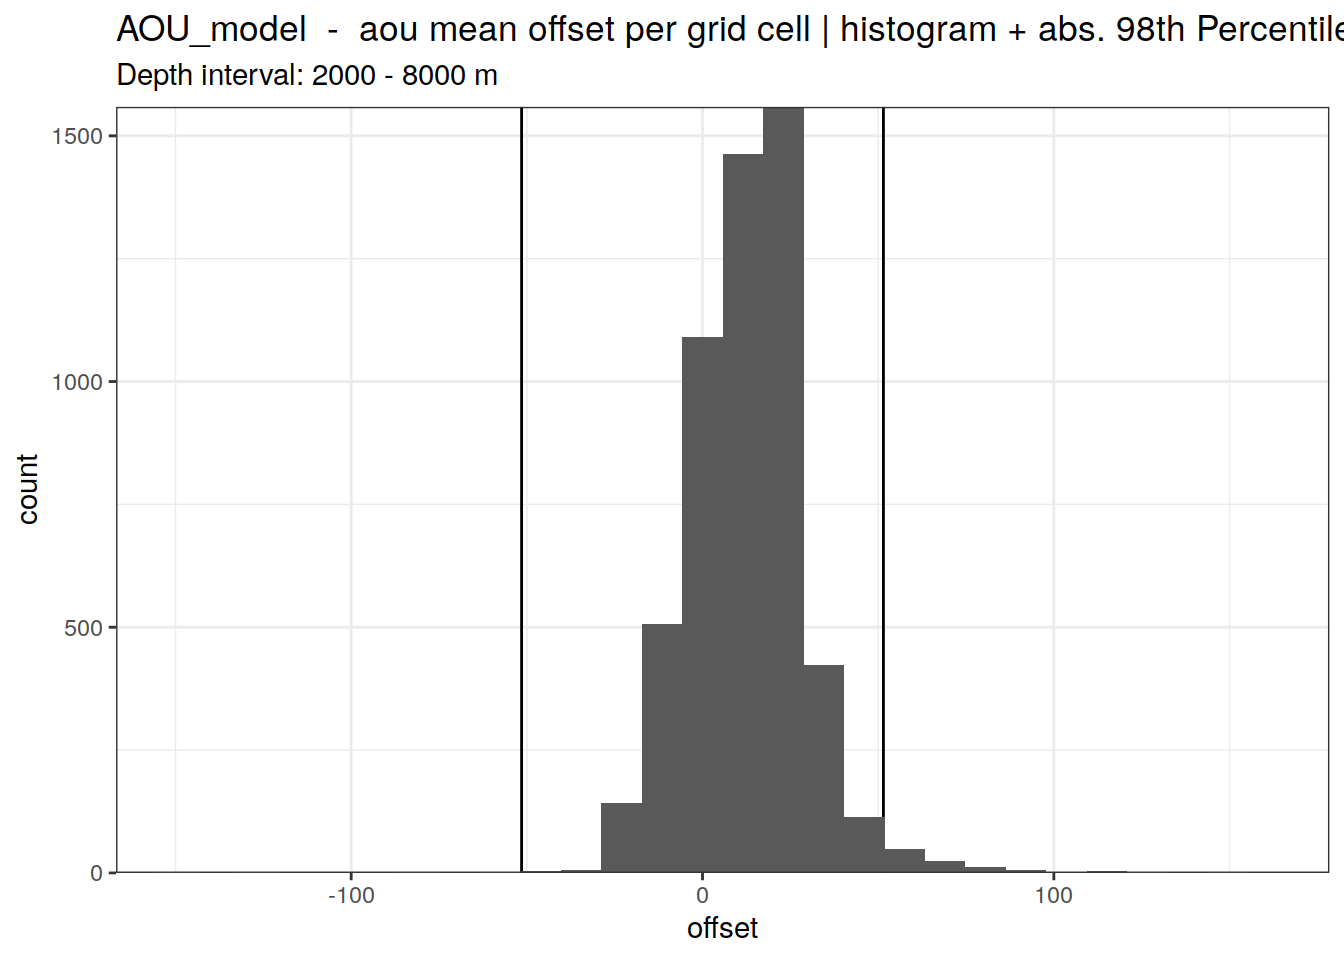 AOU_model - aou mean offset per grid cell | histogram + abs. 98th Percentile
Depth interval: 2000 - 8000 m
1500
1000
500
0
count
-100
0
100
offset